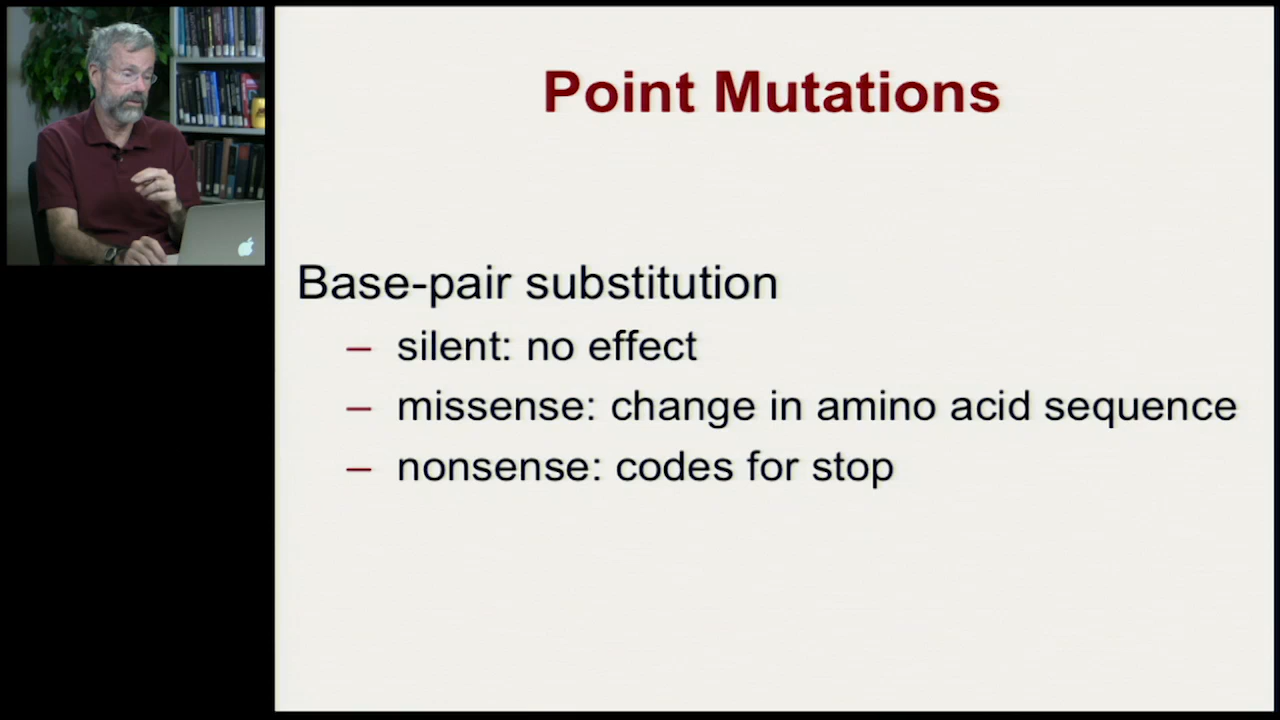 Point Mutations
Base-pair substitution
– silent: no effect
– missense: change in amino acid sequence
– nonsense: codes for stop